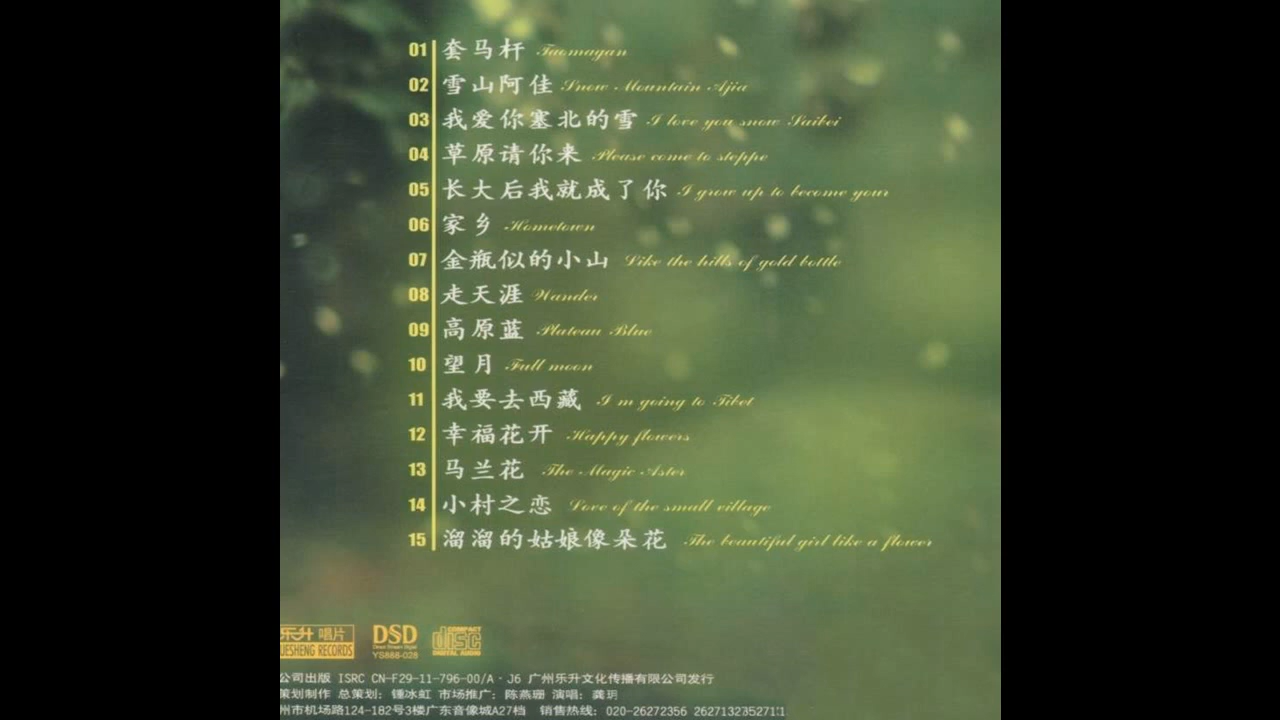 01 套马杆 Taomagan
02 雪山阿佳 Snow Mountain Ajia
03 我爱你塞北的雪 I love you snow Saibei
04 草原请你来 Please come to steppe
05 长大后我就成了你 I grow up to become your
06 家乡 Hometown
07 金瓶似的小山 Like the hills of gold bottle
08 走天涯 Wander
09 高原蓝 Plateau Blue
10 望月 Full moon
11 我要去西藏 I m going to Tibet
12 幸福花开 Happy flowers
13 马兰花 The Magic Aster
14 小村之恋 Love of the small village
15 溜溜的姑娘像朵花 The beautiful girl like a flower
乐升 唱片 DSD COMPACT
UESHENG RECORDS Direct Stream Digital disc
YS888-028 DIGITAL AUDIO
公司出版 ISRC CN-F29-11-796-00/A·J6 广州乐升文化传播有限公司发行
策划制作 总策划：锺冰虹 市场推广：陈燕珊 演唱：龚玥
州市机场路124-182号3楼广东音像城A27档 销售热线：020-26272356 26271323527111